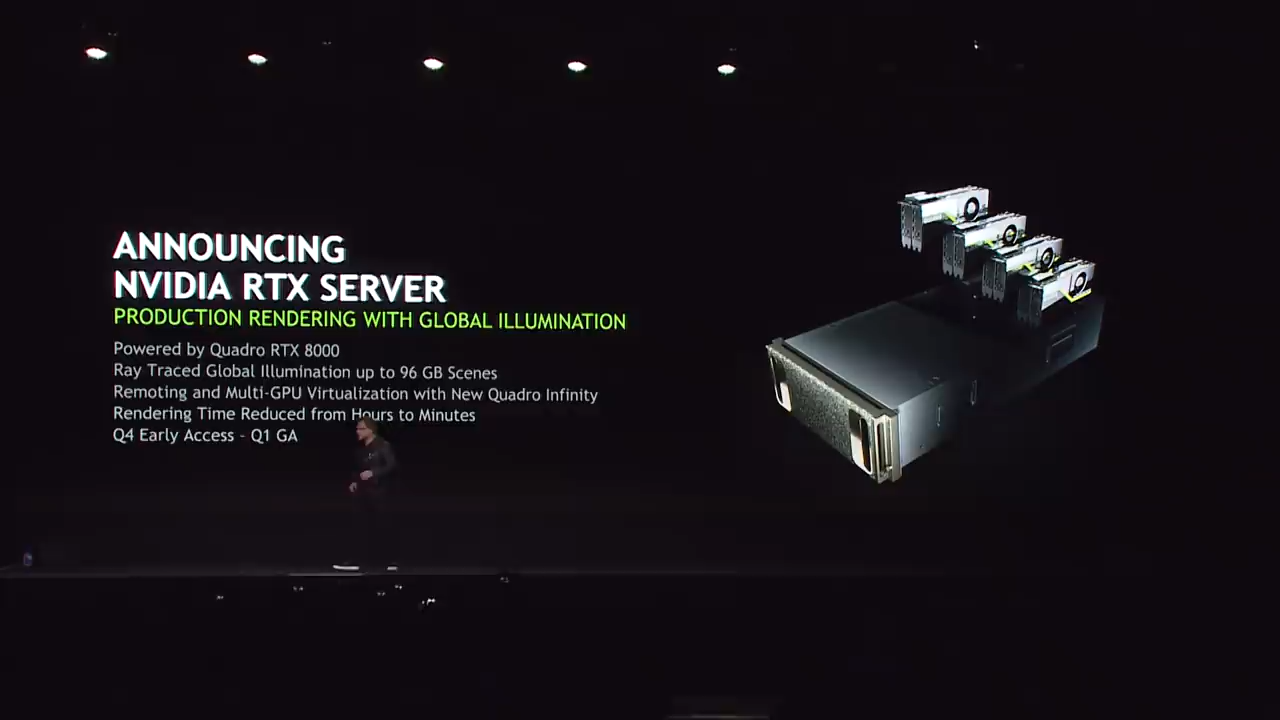 ANNOUNCING
NVIDIA RTX SERVER
PRODUCTION RENDERING WITH GLOBAL ILLUMINATION
Powered by Quadro RTX 8000
Ray Traced Global Illumination up to 96 GB Scenes
Remoting and Multi-GPU Virtualization with New Quadro Infinity
Rendering Time Reduced from Hours to Minutes
Q4 Early Access - Q1 GA